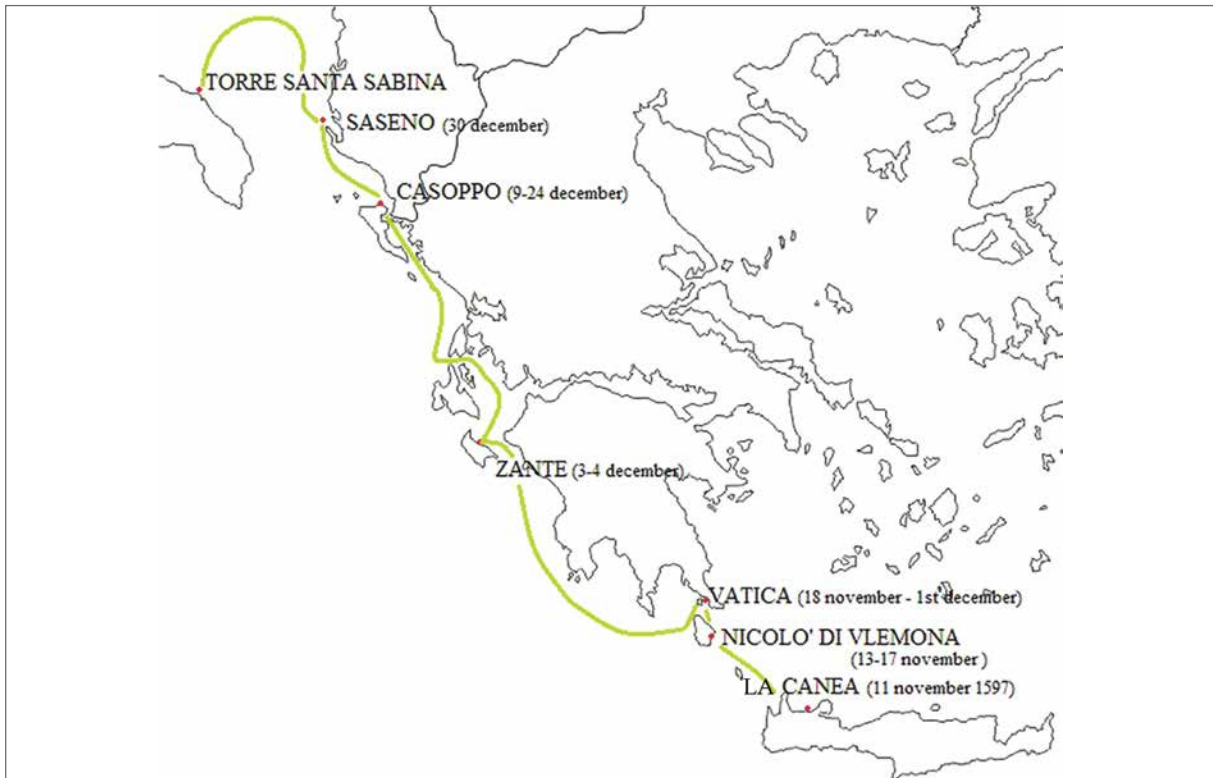 TORRE SANTA SABINA
SASENO (30 december)
CASOPPO (9-24 december)
ZANTE (3-4 december)
VATICA (18 november - 1st december)
NICOLO' DI VLEMONA
(13-17 november )
LA CANEA (11 november 1597)